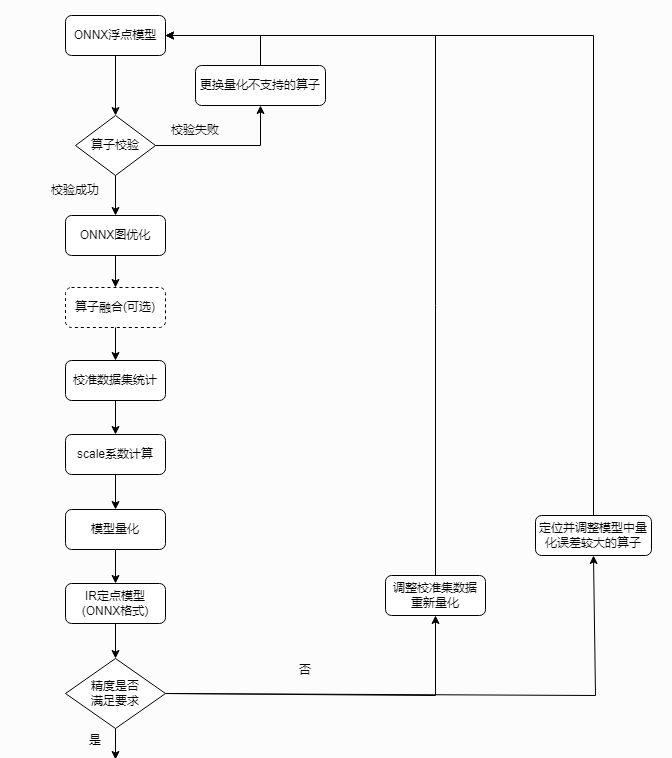 ONNX浮点模型
更换量化不支持的算子
校验失败
算子校验
校验成功
ONNX图优化
算子融合(可选)
校准数据集统计
scale系数计算
模型量化
定位并调整模型中量
化误差较大的算子
IR定点模型
(ONNX格式)
调整校准集数据
重新量化
否
精度是否
满足要求
是